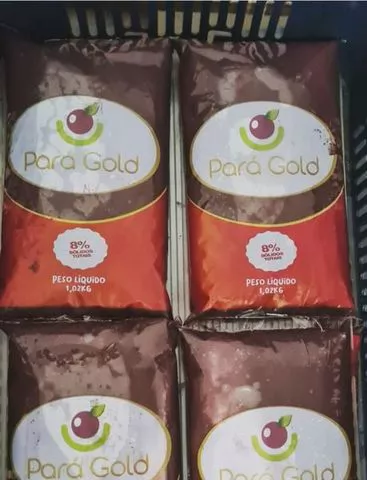 Pará Gold
8%
SÓLIDOS
TOTAIS
PESO LÍQUIDO
1,02KG
Pará Gold
8%
SÓLIDOS
TOTAIS
PESO LÍQUIDO
1,02KG
Pará Gold
Pará Gold